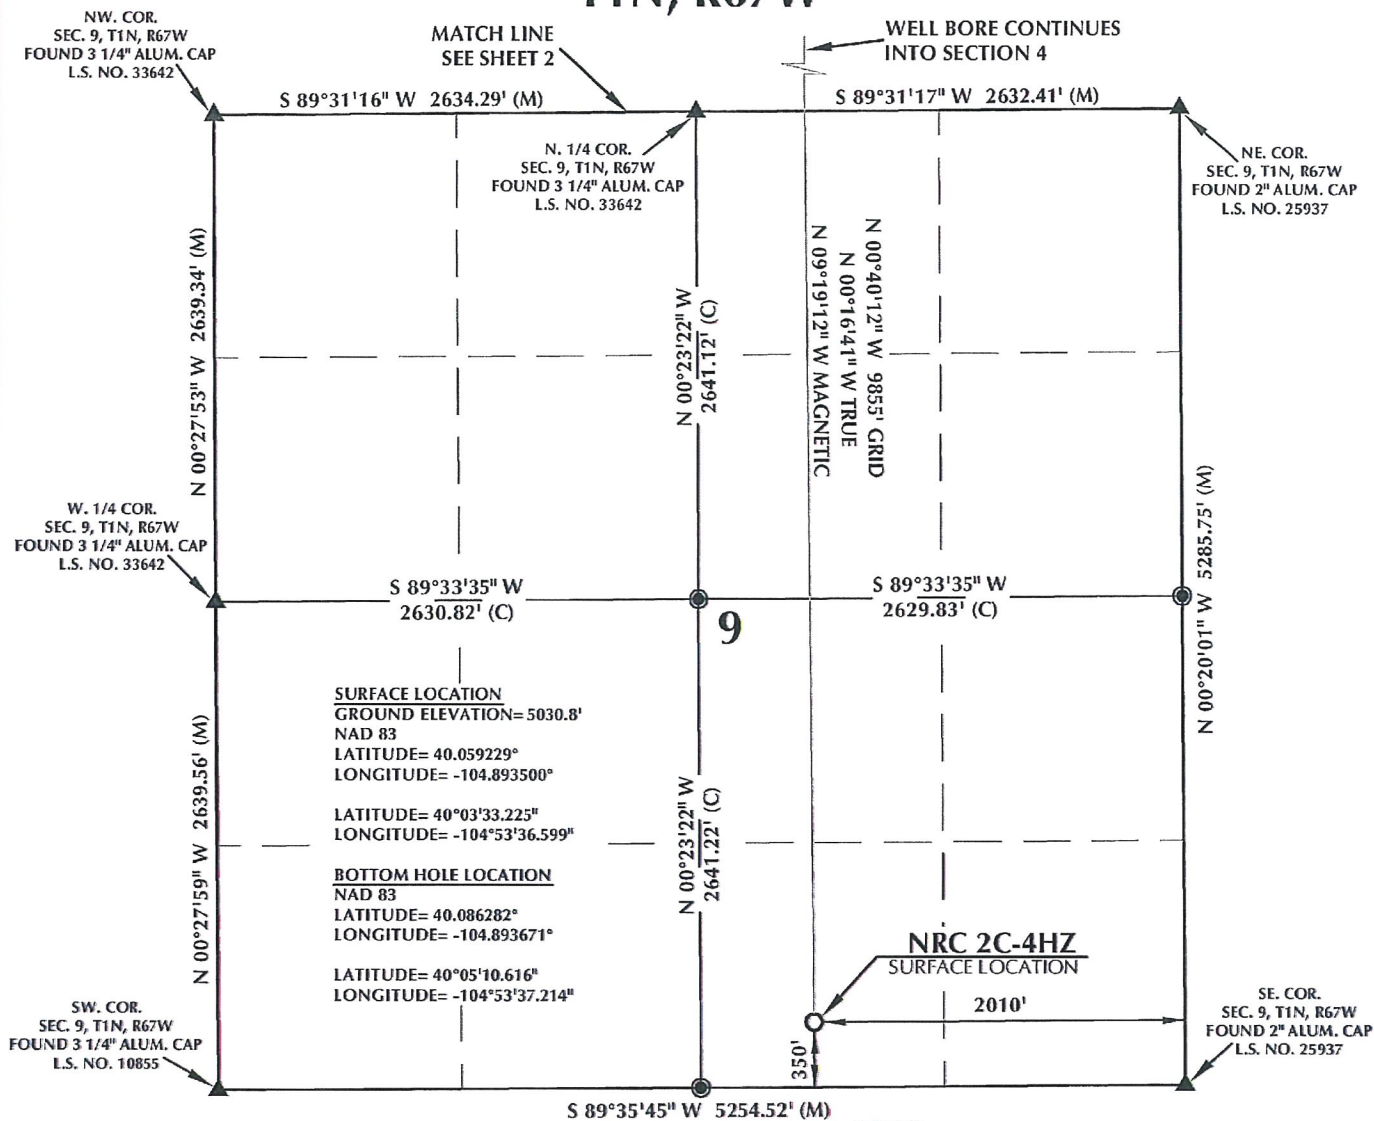 T1N, R67W
NW. COR.
SEC. 9, T1N, R67W
FOUND 3 1/4" ALUM. CAP
L.S. NO. 33642
MATCH LINE
SEE SHEET 2
WELL BORE CONTINUES
INTO SECTION 4
S 89°31'16" W 2634.29' (M)
S 89°31'17" W 2632.41' (M)
N. 1/4 COR.
SEC. 9, T1N, R67W
FOUND 3 1/4" ALUM. CAP
L.S. NO. 33642
NE. COR.
SEC. 9, T1N, R67W
FOUND 2" ALUM. CAP
L.S. NO. 25937
N 00°27'53" W 2639.34' (M)
N 00°23'22" W
2641.12' (C)
N 00°40'12" W 9855' GRID
N 00°16'41" W TRUE
N 09°19'12" W MAGNETIC
N 00°20'01" W 5285.75' (M)
W. 1/4 COR.
SEC. 9, T1N, R67W
FOUND 3 1/4" ALUM. CAP
L.S. NO. 33642
S 89°33'35" W
2630.82' (C)
S 89°33'35" W
2629.83' (C)
9
SURFACE LOCATION
GROUND ELEVATION= 5030.8'
NAD 83
LATITUDE= 40.059229°
LONGITUDE= -104.893500°
LATITUDE= 40°03'33.225"
LONGITUDE= -104°53'36.599"
BOTTOM HOLE LOCATION
NAD 83
LATITUDE= 40.086282°
LONGITUDE= -104.893671°
LATITUDE= 40°05'10.616"
LONGITUDE= -104°53'37.214"
N 00°27'59" W 2639.56' (M)
N 00°23'22" W
2641.22' (C)
NRC 2C-4HZ
SURFACE LOCATION
2010'
350'
SW. COR.
SEC. 9, T1N, R67W
FOUND 3 1/4" ALUM. CAP
L.S. NO. 10855
SE. COR.
SEC. 9, T1N, R67W
FOUND 2" ALUM. CAP
L.S. NO. 25937
S 89°35'45" W 5254.52' (M)